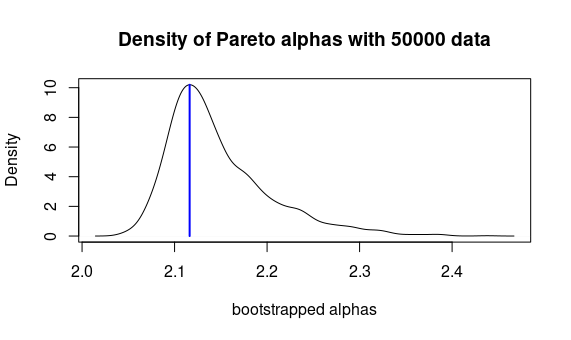 Density of Pareto alphas with 50000 data
Density
10
8
6
4
2
0
2.0 2.1 2.2 2.3 2.4
bootstrapped alphas